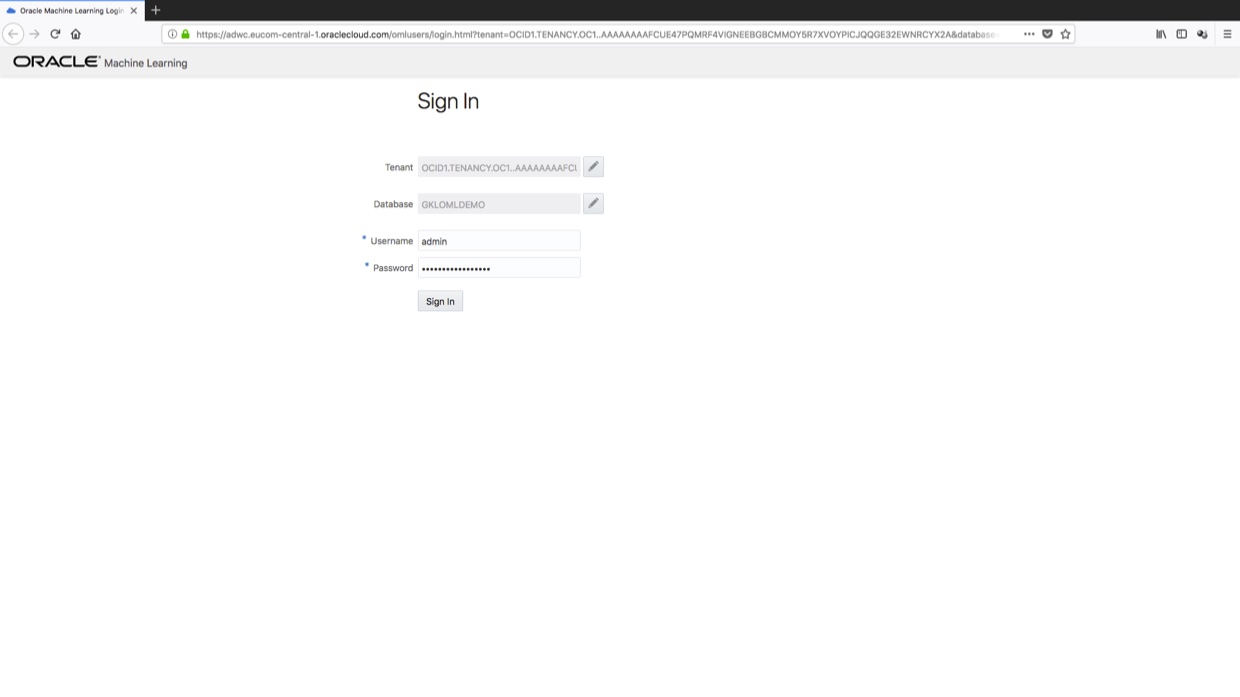 Oracle Machine Learning Login
https://adwc.eucom-central-1.oraclecloud.com/omlusers/login.html?tenant=OCID1.TENANCY.OC1..AAAAAAAAFCUE47PQMRF4VIGNEEBGBCMMOY5R7XVOYPICJQQGE32EWNRCYX2A&database=
ORACLE Machine Learning
Sign In
Tenant OCID1.TENANCY.OC1..AAAAAAAAFCU
Database GKLOMLDEMO
* Username admin
* Password •••••••••••••••••
Sign In